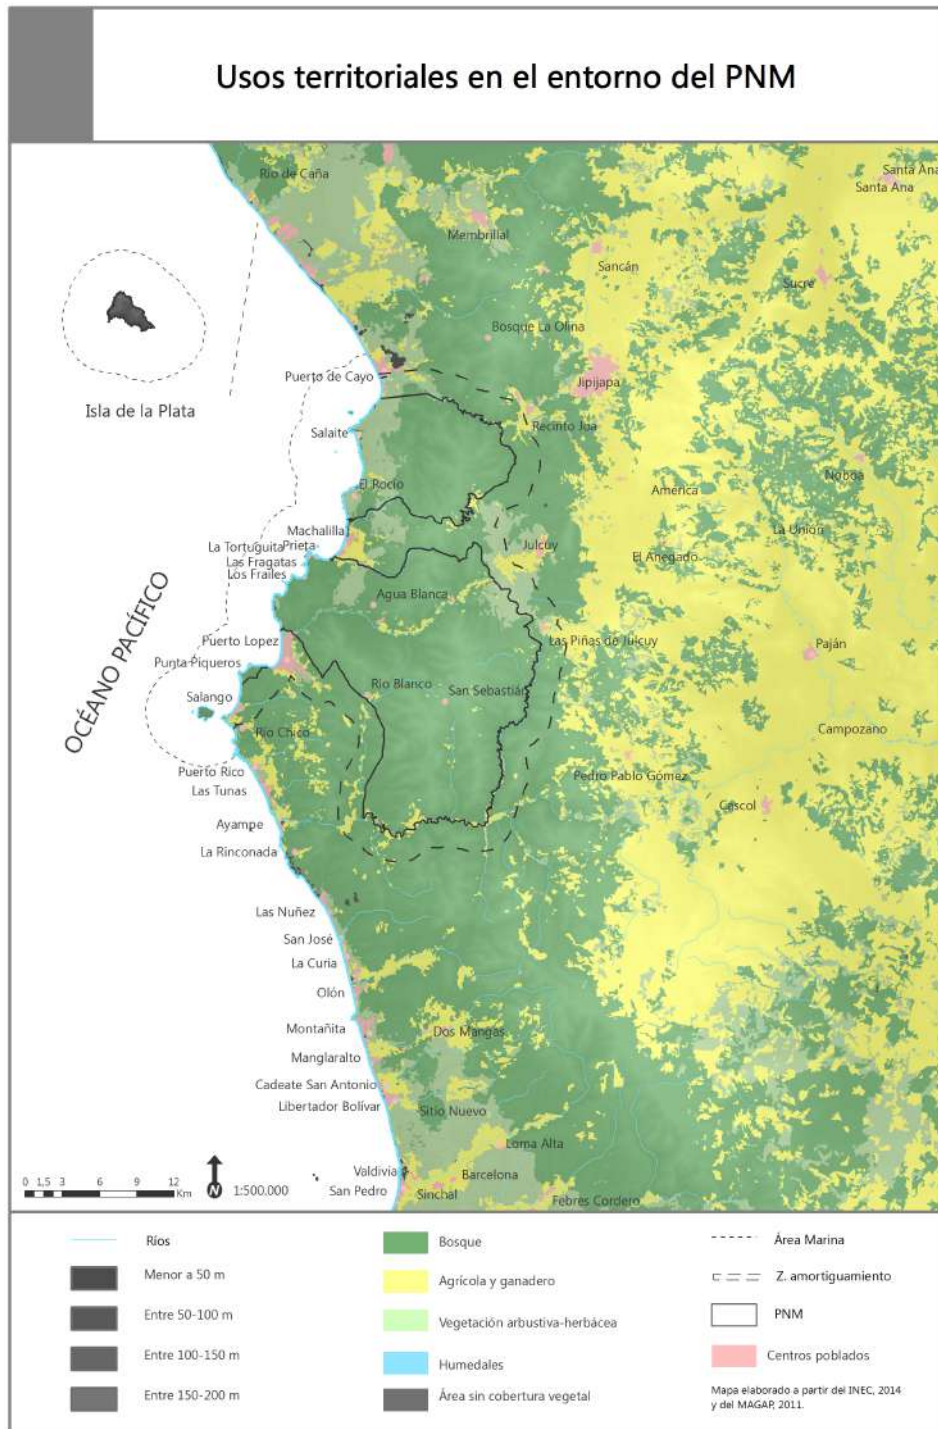 Usos territoriales en el entorno del PNM
Santa Ana
Río de Caña
Santa Ana
Membrillal
Sancán
Sucre
Bosque La Olina
Puerto de Cayo
Jipijapa
Isla de la Plata
Salaite
Recinto Jua
Noboa
El Rocío
América
Machalilla
La Unión
La Tortuguita Prieta
Julcuy
El Anegado
Las Fragatas
Los Frailes
Agua Blanca
OCÉANO PACÍFICO
Puerto Lopez
Las Piñas de Julcuy
Paján
Punta Piqueros
Río Blanco
San Sebastián
Salango
Río Chico
Campozano
Puerto Rico
Pedro Pablo Gómez
Las Tunas
Cascol
Ayampe
La Rinconada
Las Nuñez
San José
La Curia
Olón
Montañita
Dos Mangas
Manglaralto
Cadeate San Antonio
Libertador Bolívar
Sitio Nuevo
Loma Alta
Valdivia
Barcelona
0 1,5 3 6 9 12 Km
N
1:500.000
San Pedro
Sinchal
Febres Cordero
Ríos
Bosque
Área Marina
Menor a 50 m
Agrícola y ganadero
Z. amortiguamiento
Entre 50-100 m
Vegetación arbustiva-herbácea
PNM
Entre 100-150 m
Humedales
Centros poblados
Entre 150-200 m
Área sin cobertura vegetal
Mapa elaborado a partir del INEC, 2014
y del MAGAP, 2011.